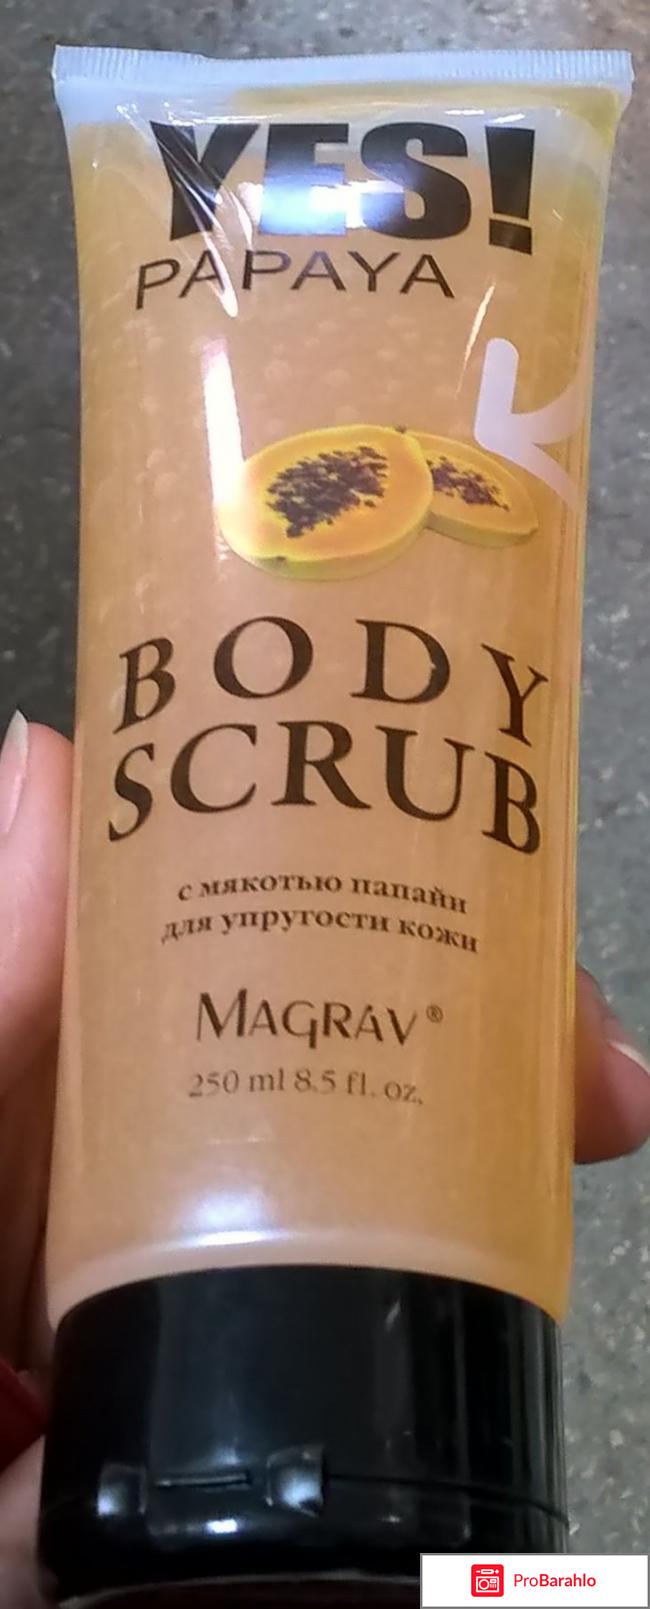 YES!
PAPAYA
BODY
SCRUB
с мякотью папайи
для упругости кожи
MAGRAV®
250 ml 8.5 fl. oz.
ProBarahlo